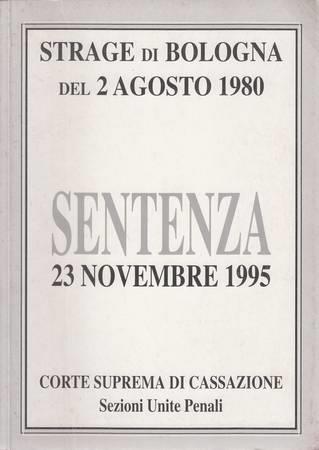 STRAGE DI BOLOGNA
DEL 2 AGOSTO 1980
SENTENZA
23 NOVEMBRE 1995
CORTE SUPREMA DI CASSAZIONE
Sezioni Unite Penali